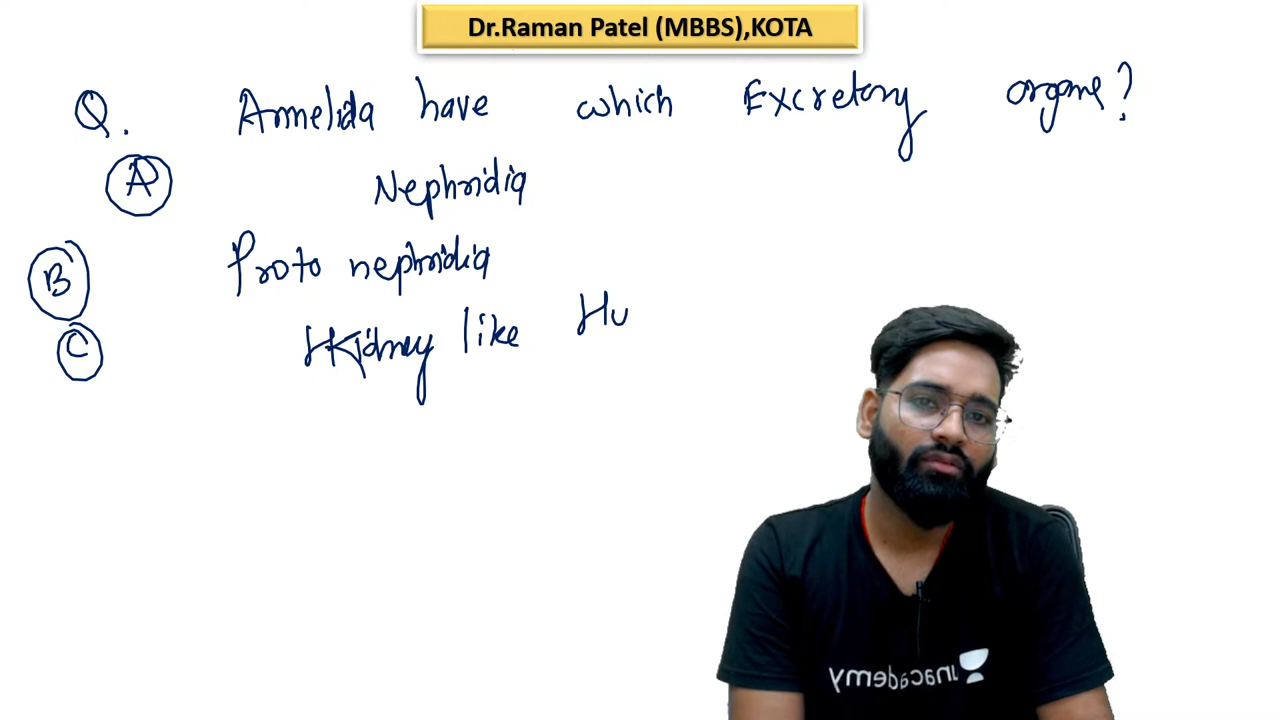 Dr.Raman Patel (MBBS),KOTA
Q. Annelida have which Excretory organs?
A Nephridia
B Proto nephridia
C Kidney like Hu
unacademy